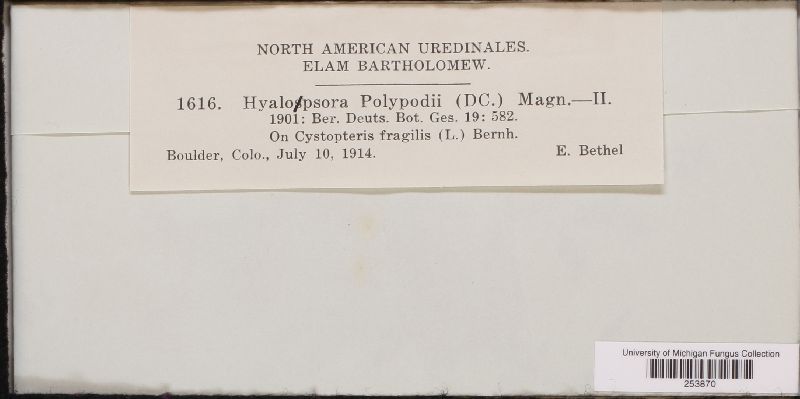 NORTH AMERICAN UREDINALES.
ELAM BARTHOLOMEW.
1616. Hyalopsora Polypodii (DC.) Magn.—II.
1901: Ber. Deuts. Bot. Ges. 19: 582.
On Cystopteris fragilis (L.) Bernh.
Boulder, Colo., July 10, 1914. E. Bethel
University of Michigan Fungus Collection
253870